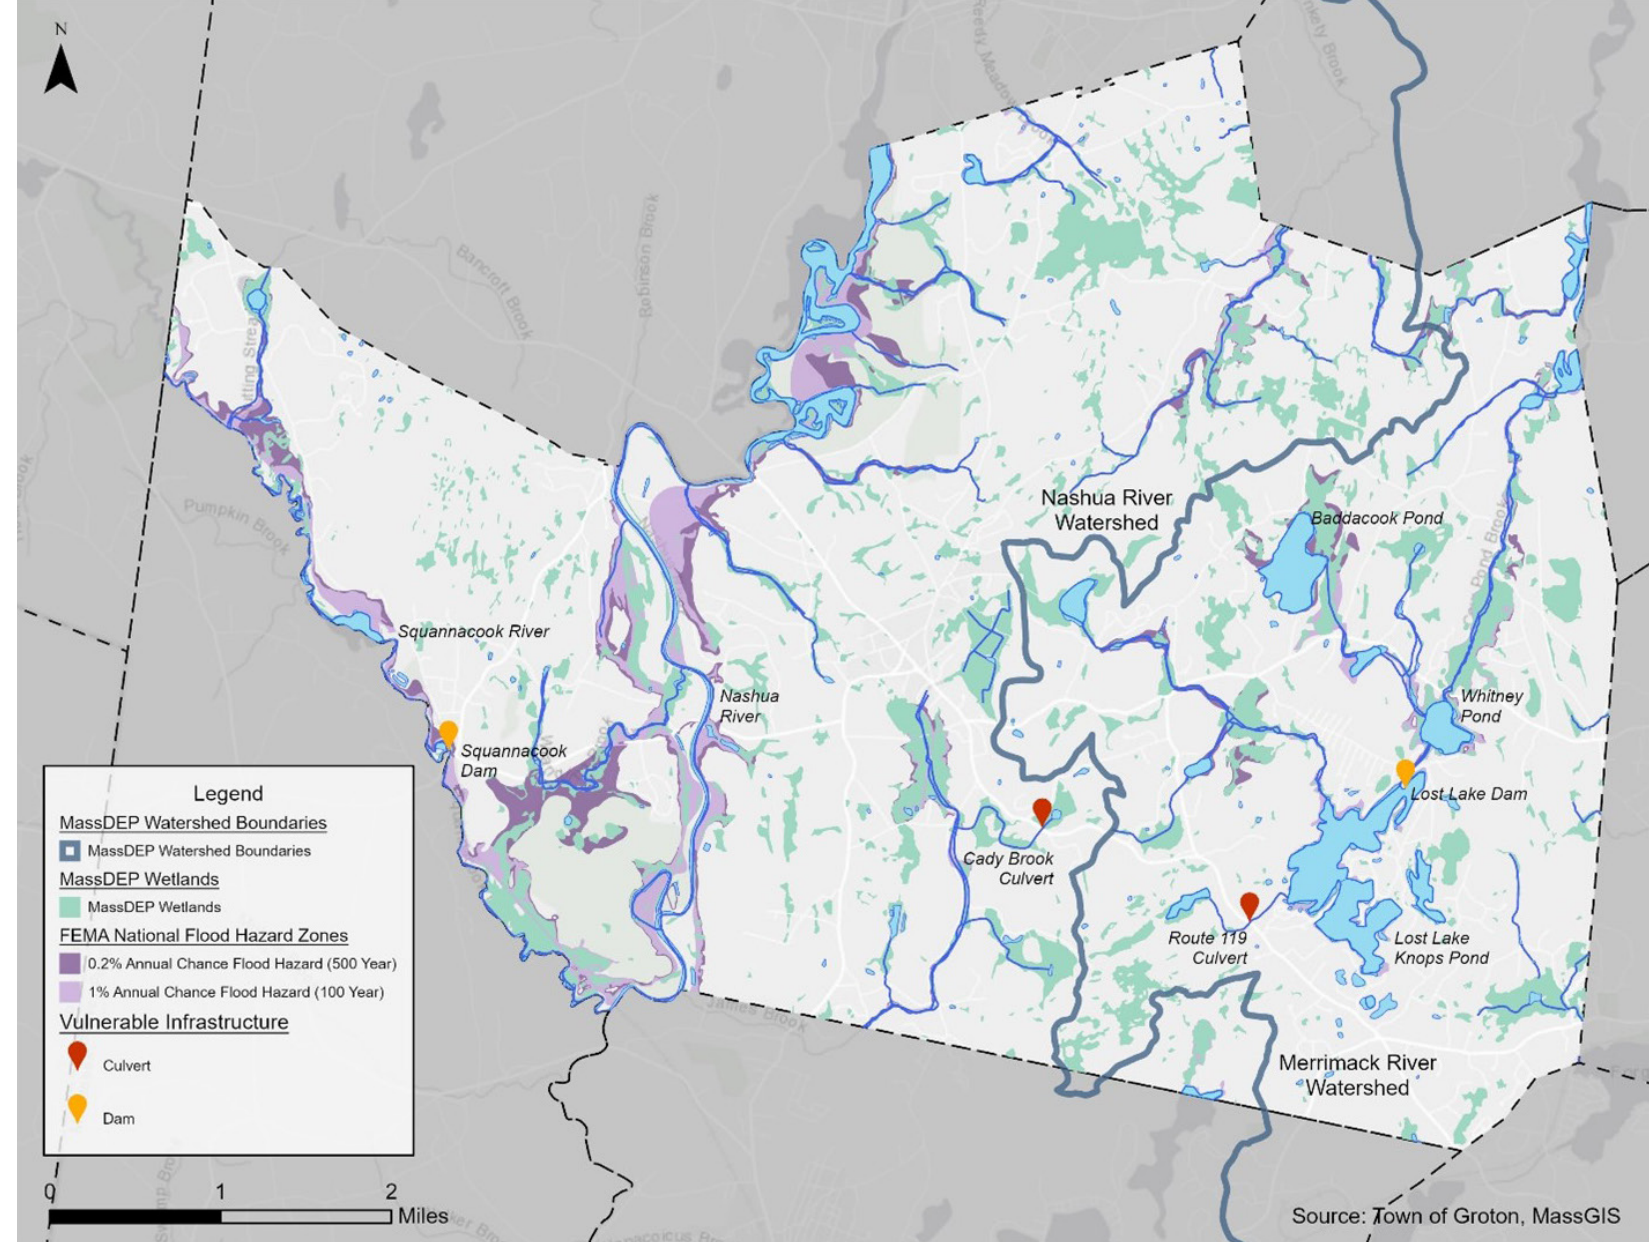 N
Reedy Meadow Brook
Bancroft Brook
Robinson Brook
Pumpkin Brook
Nashua River
Watershed
Baddacook Pond
Squannacook River
Nashua
River
Whitney
Pond
Squannacook
Dam
Lost Lake Dam
Cady Brook
Culvert
Route 119
Culvert
Lost Lake
Knops Pond
James Brook
Merrimack River
Watershed
Legend
MassDEP Watershed Boundaries
MassDEP Watershed Boundaries
MassDEP Wetlands
MassDEP Wetlands
FEMA National Flood Hazard Zones
0.2% Annual Chance Flood Hazard (500 Year)
1% Annual Chance Flood Hazard (100 Year)
Vulnerable Infrastructure
Culvert
Dam
0 1 2
Miles
Source: Town of Groton, MassGIS